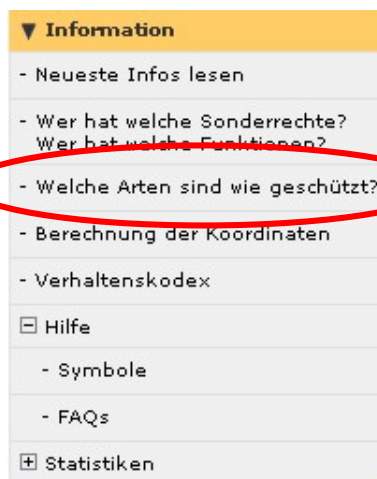 ▼ Information
- Neueste Infos lesen
- Wer hat welche Sonderrechte?
Wer hat welche Funktionen?
- Welche Arten sind wie geschützt?
- Berechnung der Koordinaten
- Verhaltenskodex
⊟ Hilfe
- Symbole
- FAQs
⊞ Statistiken